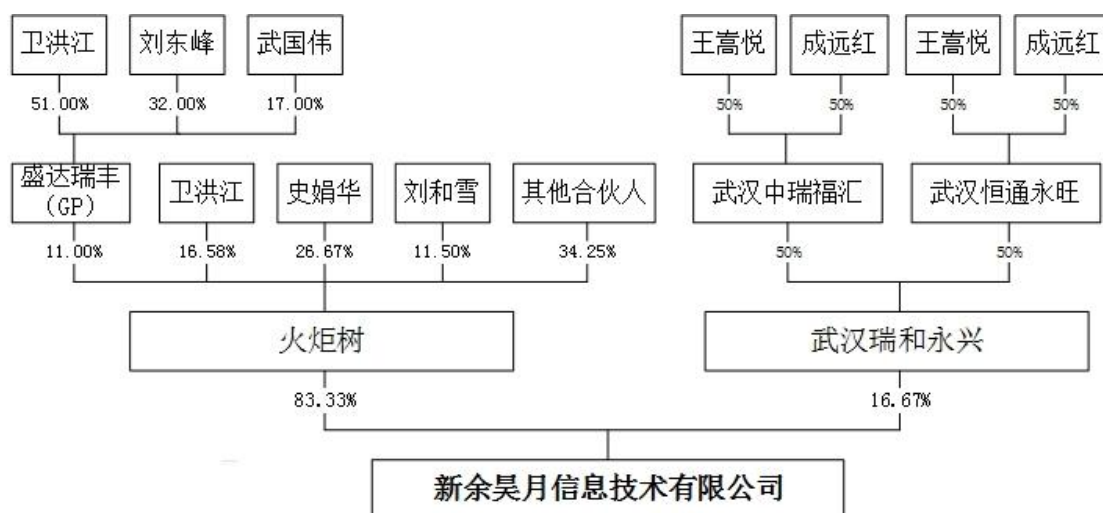 卫洪江 刘东峰 武国伟 王嵩悦 成远红 王嵩悦 成远红
51.00% 32.00% 17.00% 50% 50% 50% 50%
盛达瑞丰
(GP)
卫洪江 史娟华 刘和雪 其他合伙人 武汉中瑞福汇 武汉恒通永旺
11.00% 16.58% 26.67% 11.50% 34.25% 50% 50%
火炬树 武汉瑞和永兴
83.33% 16.67%
新余昊月信息技术有限公司